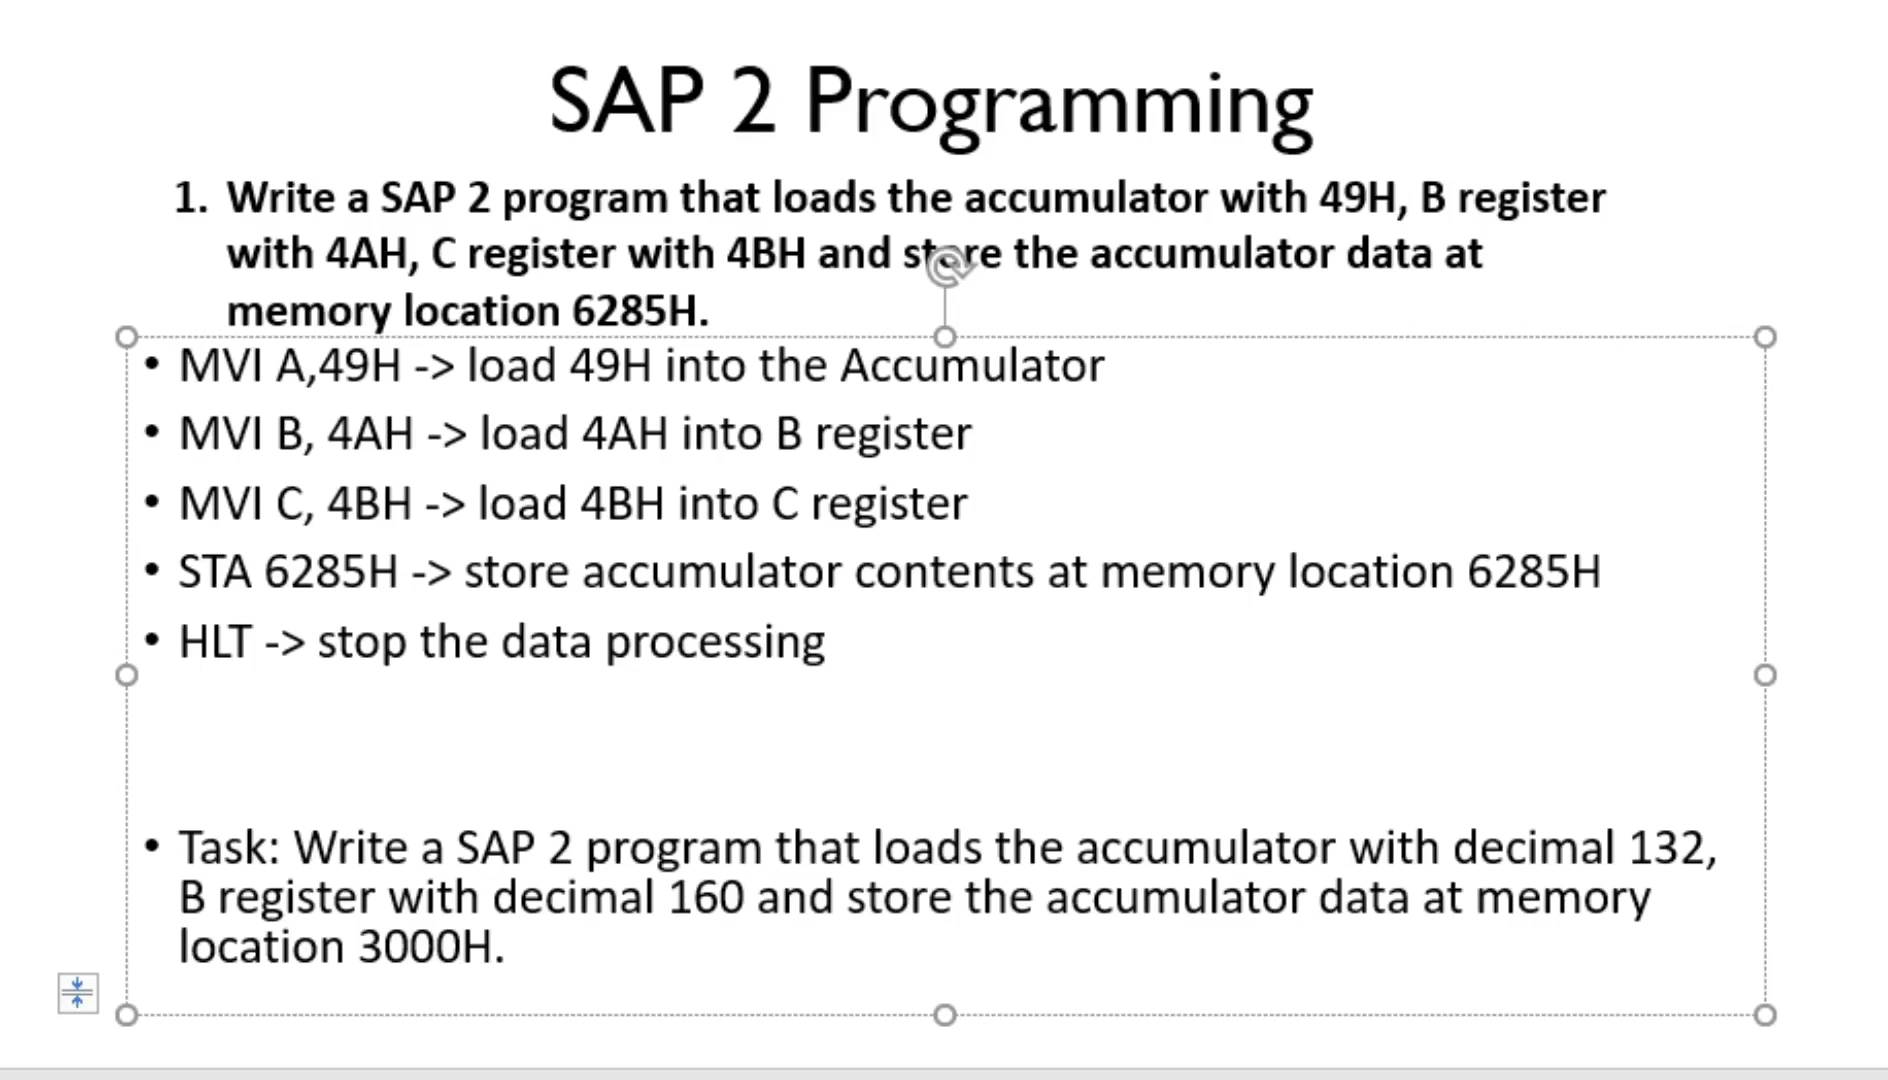 SAP 2 Programming
1. Write a SAP 2 program that loads the accumulator with 49H, B register
with 4AH, C register with 4BH and store the accumulator data at
memory location 6285H.
• MVI A,49H -> load 49H into the Accumulator
• MVI B, 4AH -> load 4AH into B register
• MVI C, 4BH -> load 4BH into C register
• STA 6285H -> store accumulator contents at memory location 6285H
• HLT -> stop the data processing
• Task: Write a SAP 2 program that loads the accumulator with decimal 132,
B register with decimal 160 and store the accumulator data at memory
location 3000H.